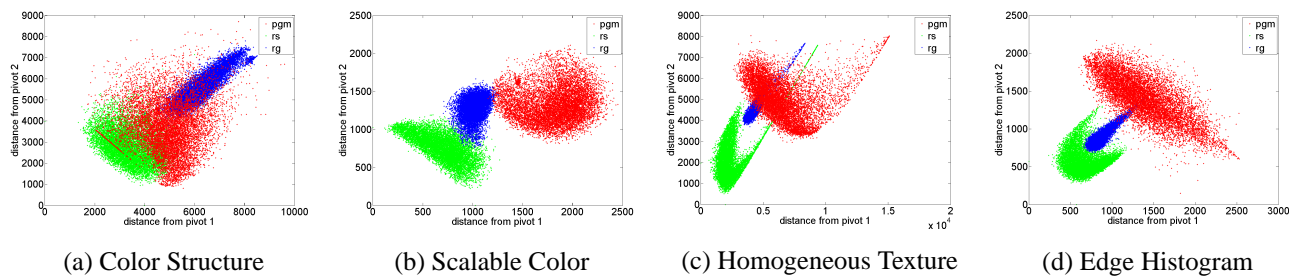 9000
8000
7000
6000
5000
4000
3000
2000
1000
0
0 2000 4000 6000 8000 10000
distance from pivot 1
distance from pivot 2
pgm
rs
rg
(a) Color Structure
2500
2000
1500
1000
500
0
0 500 1000 1500 2000 2500
distance from pivot 1
distance from pivot 2
pgm
rs
rg
(b) Scalable Color
9000
8000
7000
6000
5000
4000
3000
2000
1000
0
0 0.5 1 1.5 2
x 10^4
distance from pivot 1
distance from pivot 2
pgm
rs
rg
(c) Homogeneous Texture
2500
2000
1500
1000
500
0
0 500 1000 1500 2000 2500 3000
distance from pivot 1
distance from pivot 2
pgm
rs
rg
(d) Edge Histogram